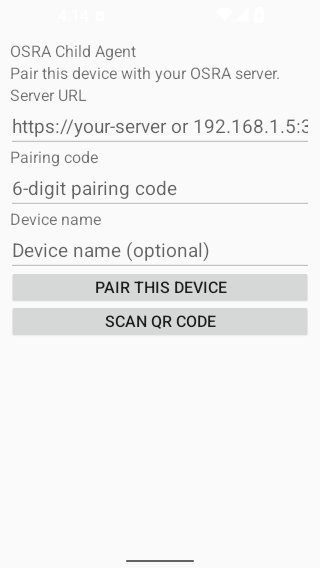 4:14
OSRA Child Agent
Pair this device with your OSRA server.
Server URL
https://your-server or 192.168.1.5:3
Pairing code
6-digit pairing code
Device name
Device name (optional)
PAIR THIS DEVICE
SCAN QR CODE